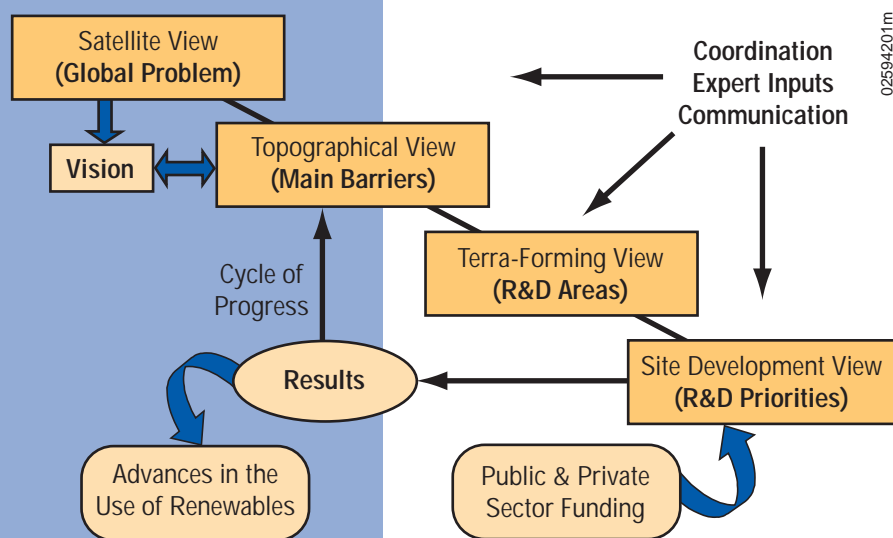 Satellite View
(Global Problem)
Coordination
Expert Inputs
Communication
02594201m
Vision
Topographical View
(Main Barriers)
Terra-Forming View
(R&D Areas)
Cycle of
Progress
Site Development View
(R&D Priorities)
Results
Advances in the
Use of Renewables
Public & Private
Sector Funding